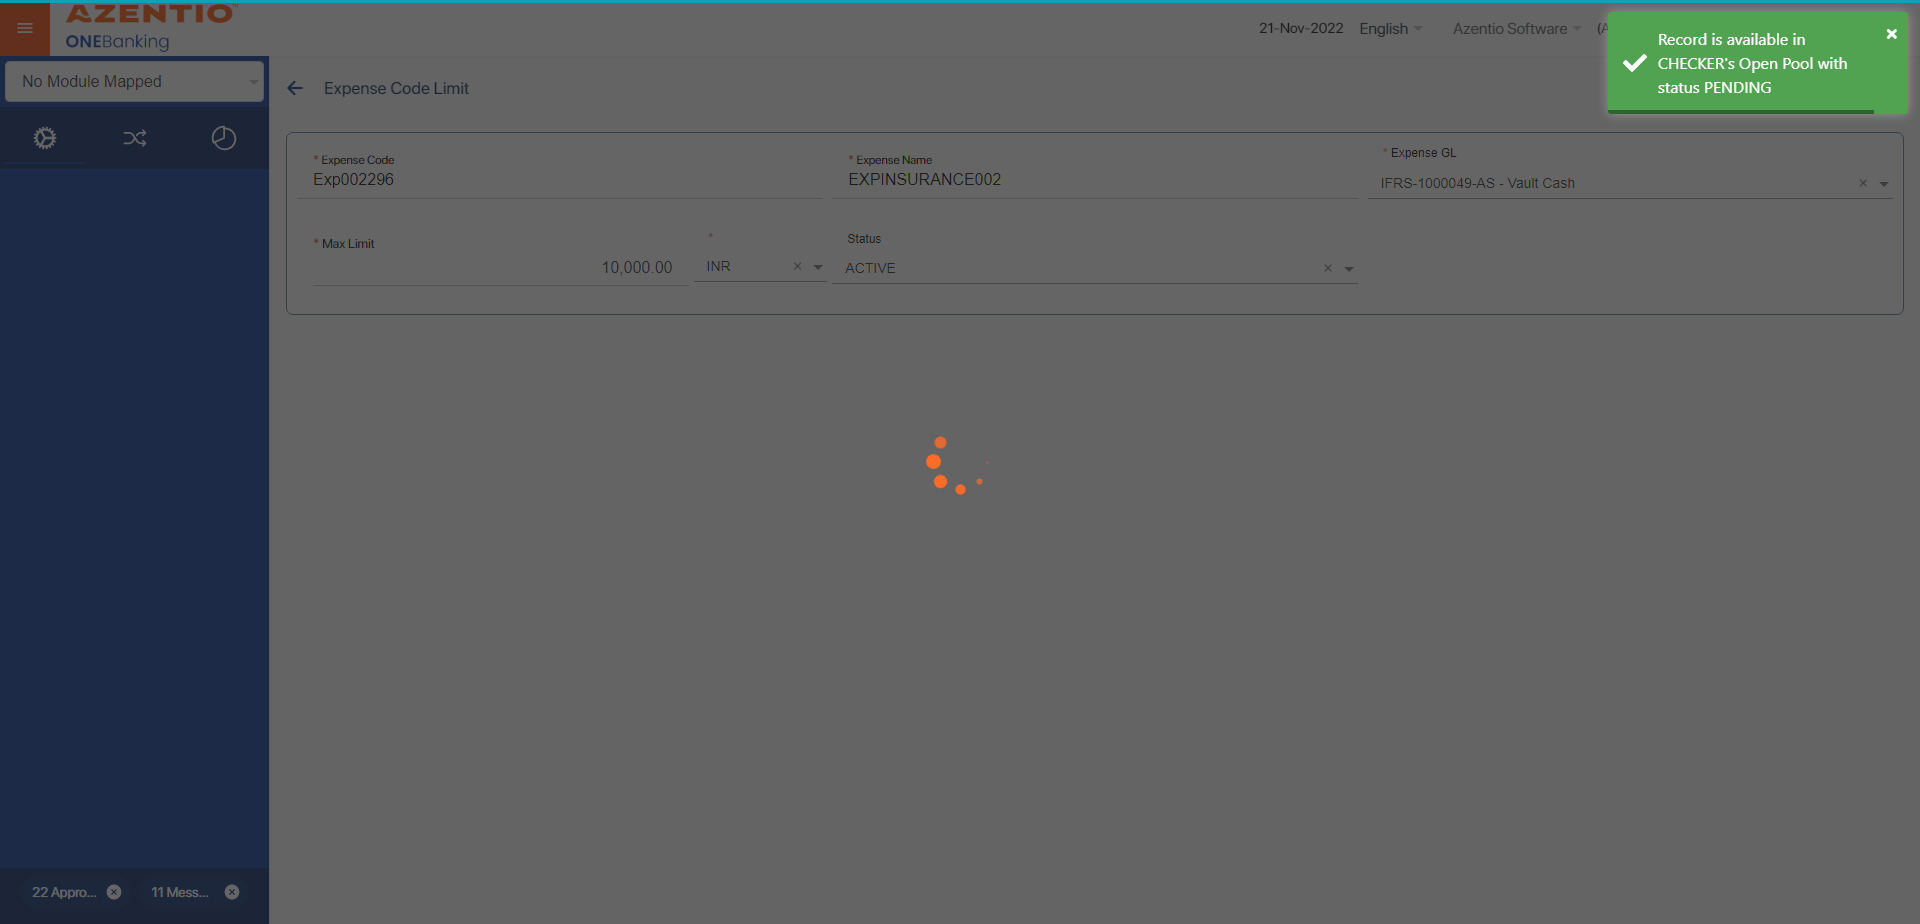 AZENTIO
ONEBanking
21-Nov-2022
English
Azentio Software
(A
Record is available in
CHECKER's Open Pool with
status PENDING
No Module Mapped
Expense Code Limit
* Expense Code
Exp002296
* Expense Name
EXPINSURANCE002
* Expense GL
IFRS-1000049-AS - Vault Cash
* Max Limit
10,000.00
*
INR
Status
ACTIVE
22 Appro...
11 Mess...